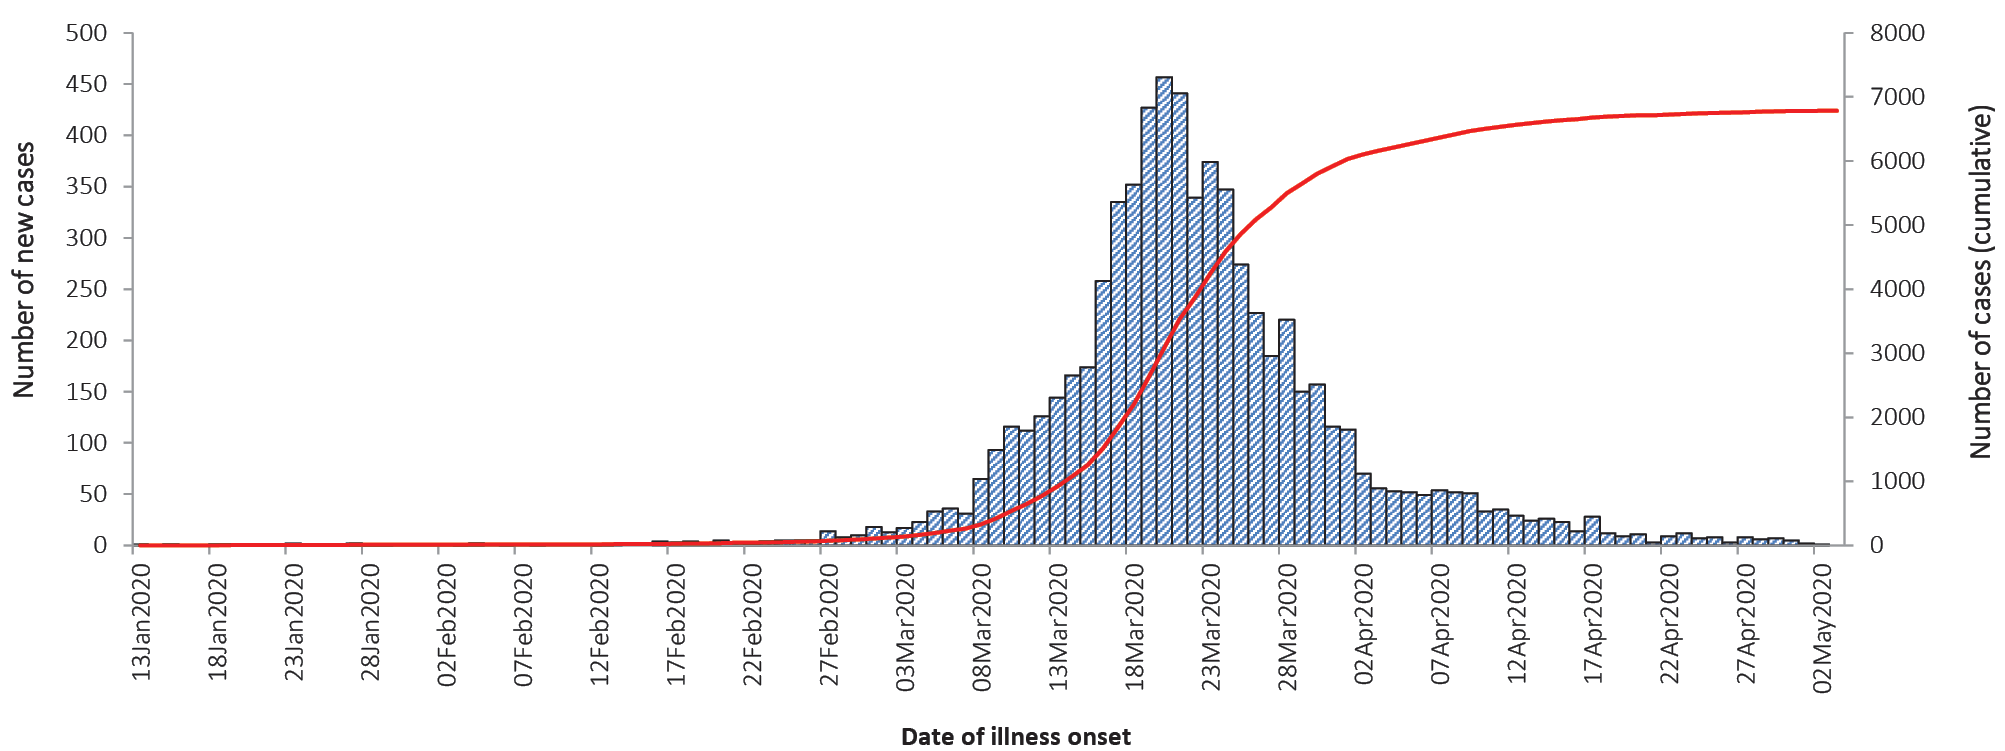 500
450
400
350
300
250
200
150
100
50
0
Number of new cases
8000
7000
6000
5000
4000
3000
2000
1000
0
Number of cases (cumulative)
13Jan2020
18Jan2020
23Jan2020
28Jan2020
02Feb2020
07Feb2020
12Feb2020
17Feb2020
22Feb2020
27Feb2020
03Mar2020
08Mar2020
13Mar2020
18Mar2020
23Mar2020
28Mar2020
02Apr2020
07Apr2020
12Apr2020
17Apr2020
22Apr2020
27Apr2020
02May2020
Date of illness onset